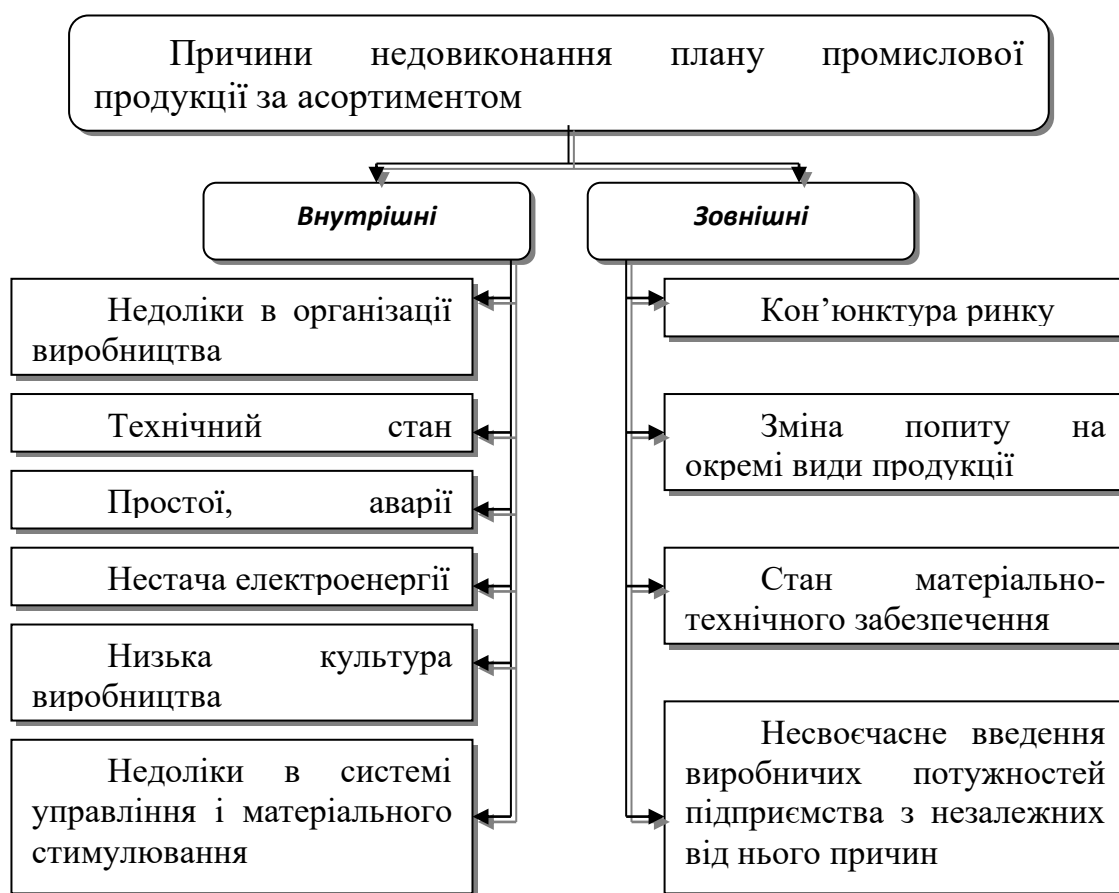 Причини недовиконання плану промислової
продукції за асортиментом
Внутрішні
Зовнішні
Недоліки в організації
виробництва
Технічний стан
Простої, аварії
Нестача електроенергії
Низька культура
виробництва
Недоліки в системі
управління і матеріального
стимулювання
Кон’юнктура ринку
Зміна попиту на
окремі види продукції
Стан матеріально-
технічного забезпечення
Несвоєчасне введення
виробничих потужностей
підприємства з незалежних
від нього причин